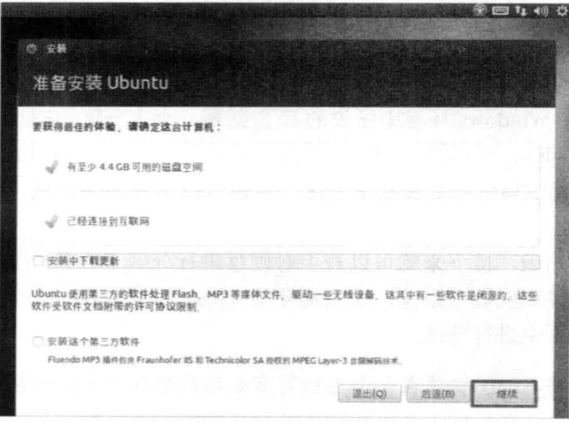 安装
准备安装 Ubuntu
要获得最佳的体验，请确定这台计算机：
有至少 4.4 GB 可用的磁盘空间
已经连接到互联网
安装中下载更新
Ubuntu 使用第三方的软件处理 Flash、MP3 等媒体文件，驱动一些无线设备，这其中有一些软件是闭源的。这些
软件受软件文档附带的许可协议限制。
安装这个第三方软件
Fluendo MP3 插件包含 Fraunhofer IIS 和 Technicolor SA 授权的 MPEG Layer-3 音频解码技术。
退出(Q) 后退(B) 继续